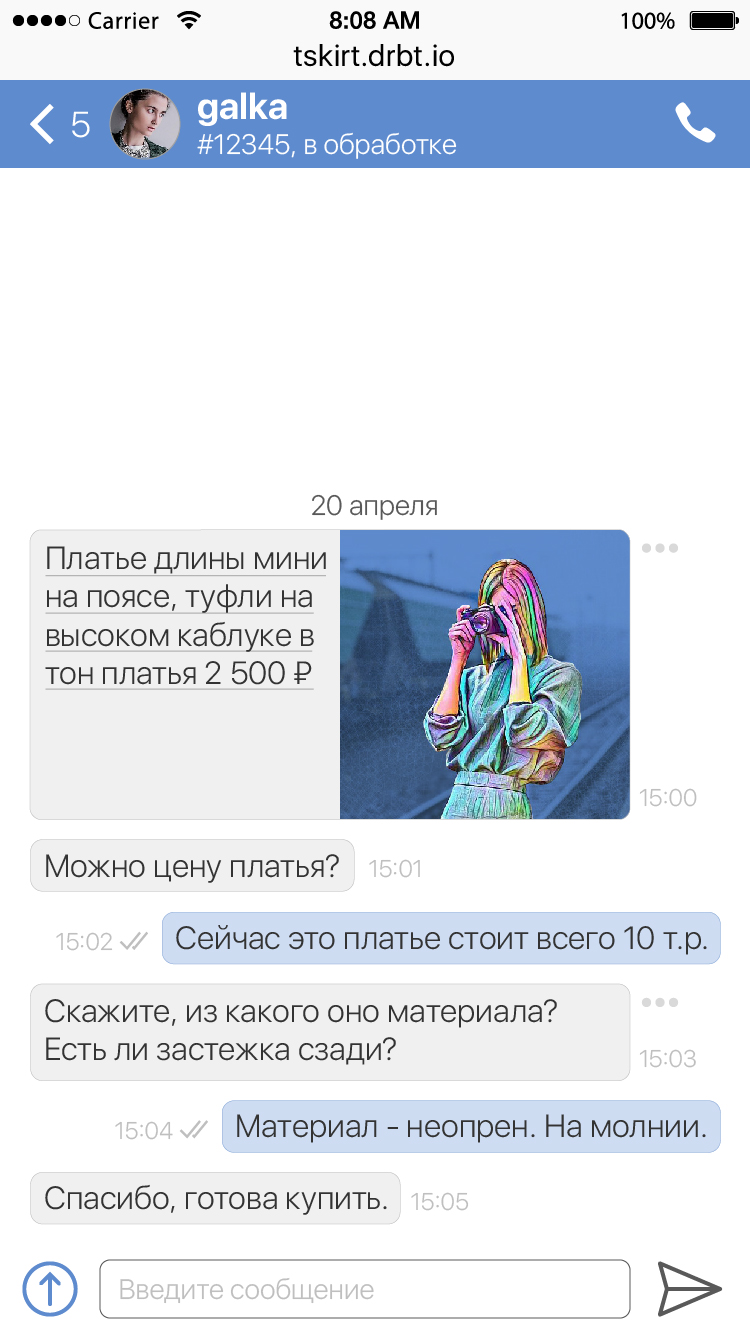 Carrier 8:08 AM 100%
tskirt.drbt.io
5 galka
#12345, в обработке
20 апреля
Платье длины мини
на поясе, туфли на
высоком каблуке в
тон платья 2 500 ₽
15:00
Можно цену платья? 15:01
15:02 Сейчас это платье стоит всего 10 т.р.
Скажите, из какого оно материала?
Есть ли застежка сзади?
15:03
15:04 Материал - неопрен. На молнии.
Спасибо, готова купить. 15:05
Введите сообщение